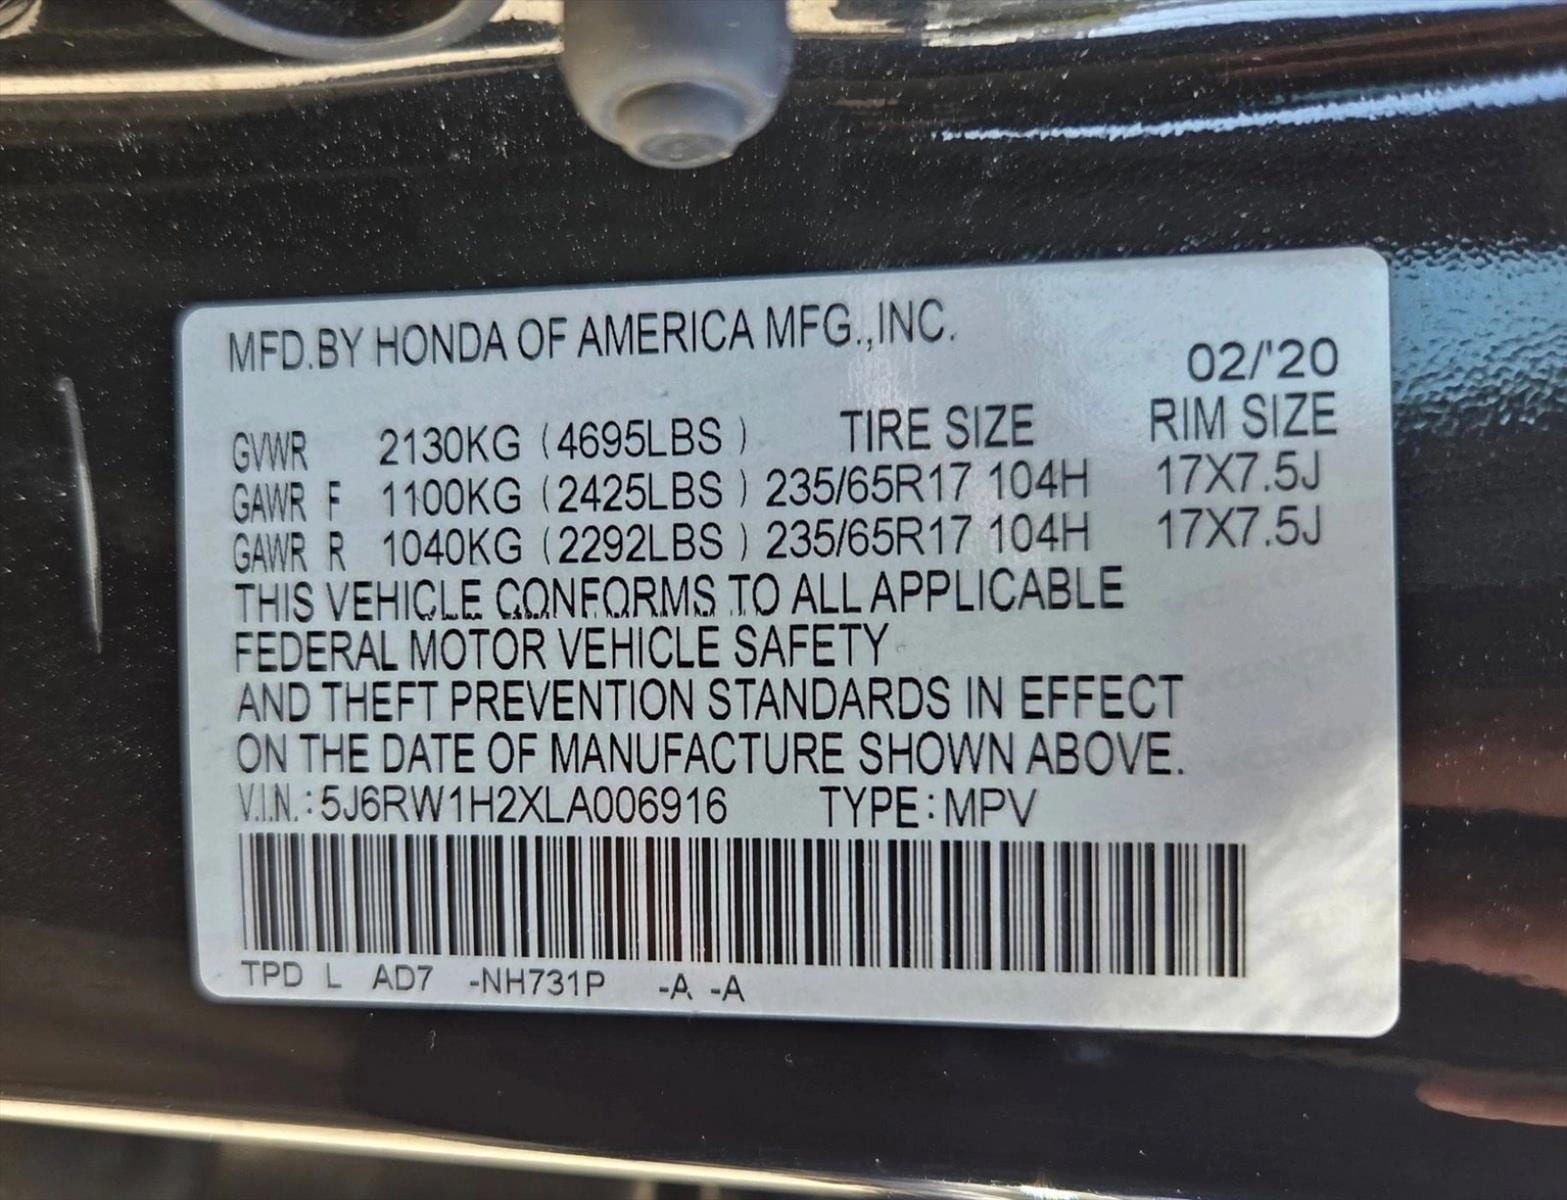 MFD.BY HONDA OF AMERICA MFG.,INC.
02/'20
GVWR 2130KG (4695LBS ) TIRE SIZE RIM SIZE
GAWR F 1100KG (2425LBS ) 235/65R17 104H 17X7.5J
GAWR R 1040KG (2292LBS ) 235/65R17 104H 17X7.5J
THIS VEHICLE CONFORMS TO ALL APPLICABLE
FEDERAL MOTOR VEHICLE SAFETY
AND THEFT PREVENTION STANDARDS IN EFFECT
ON THE DATE OF MANUFACTURE SHOWN ABOVE.
V.I.N.: 5J6RW1H2XLA006916 TYPE: MPV
TPD L AD7 -NH731P -A -A